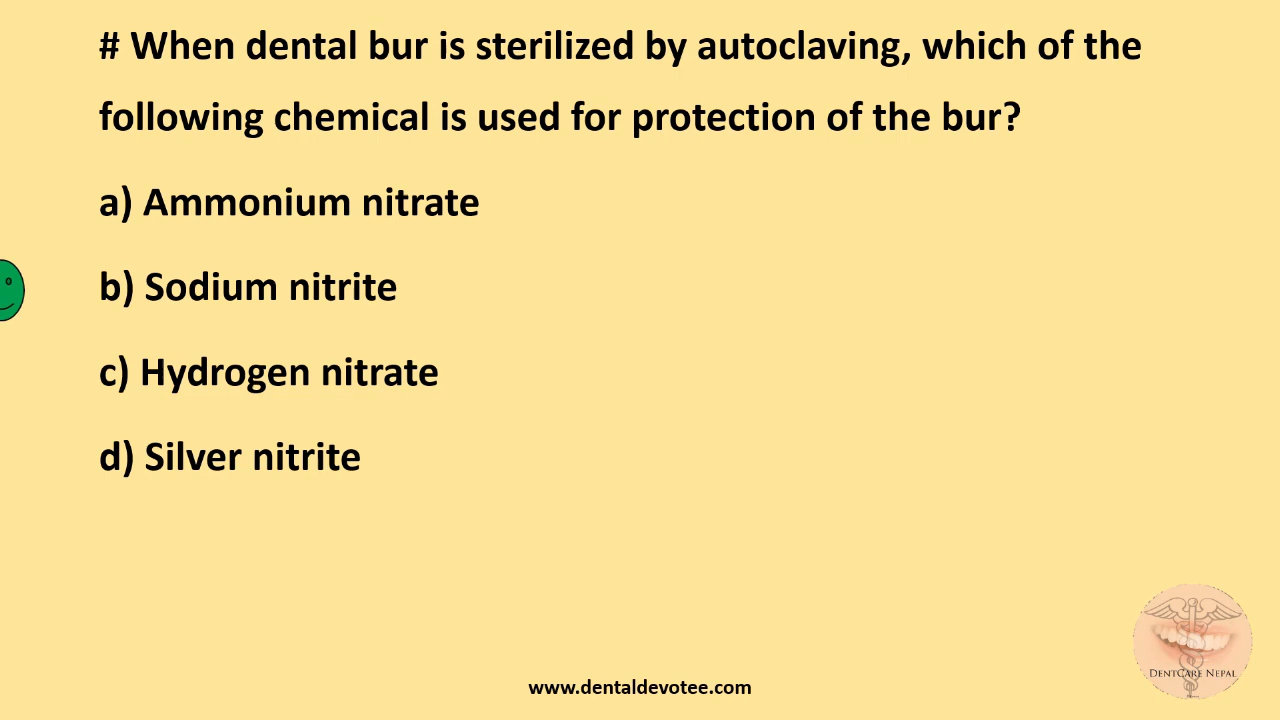 # When dental bur is sterilized by autoclaving, which of the
following chemical is used for protection of the bur?
a) Ammonium nitrate
b) Sodium nitrite
c) Hydrogen nitrate
d) Silver nitrite
DENTCARE NEPAL
www.dentaldevotee.com